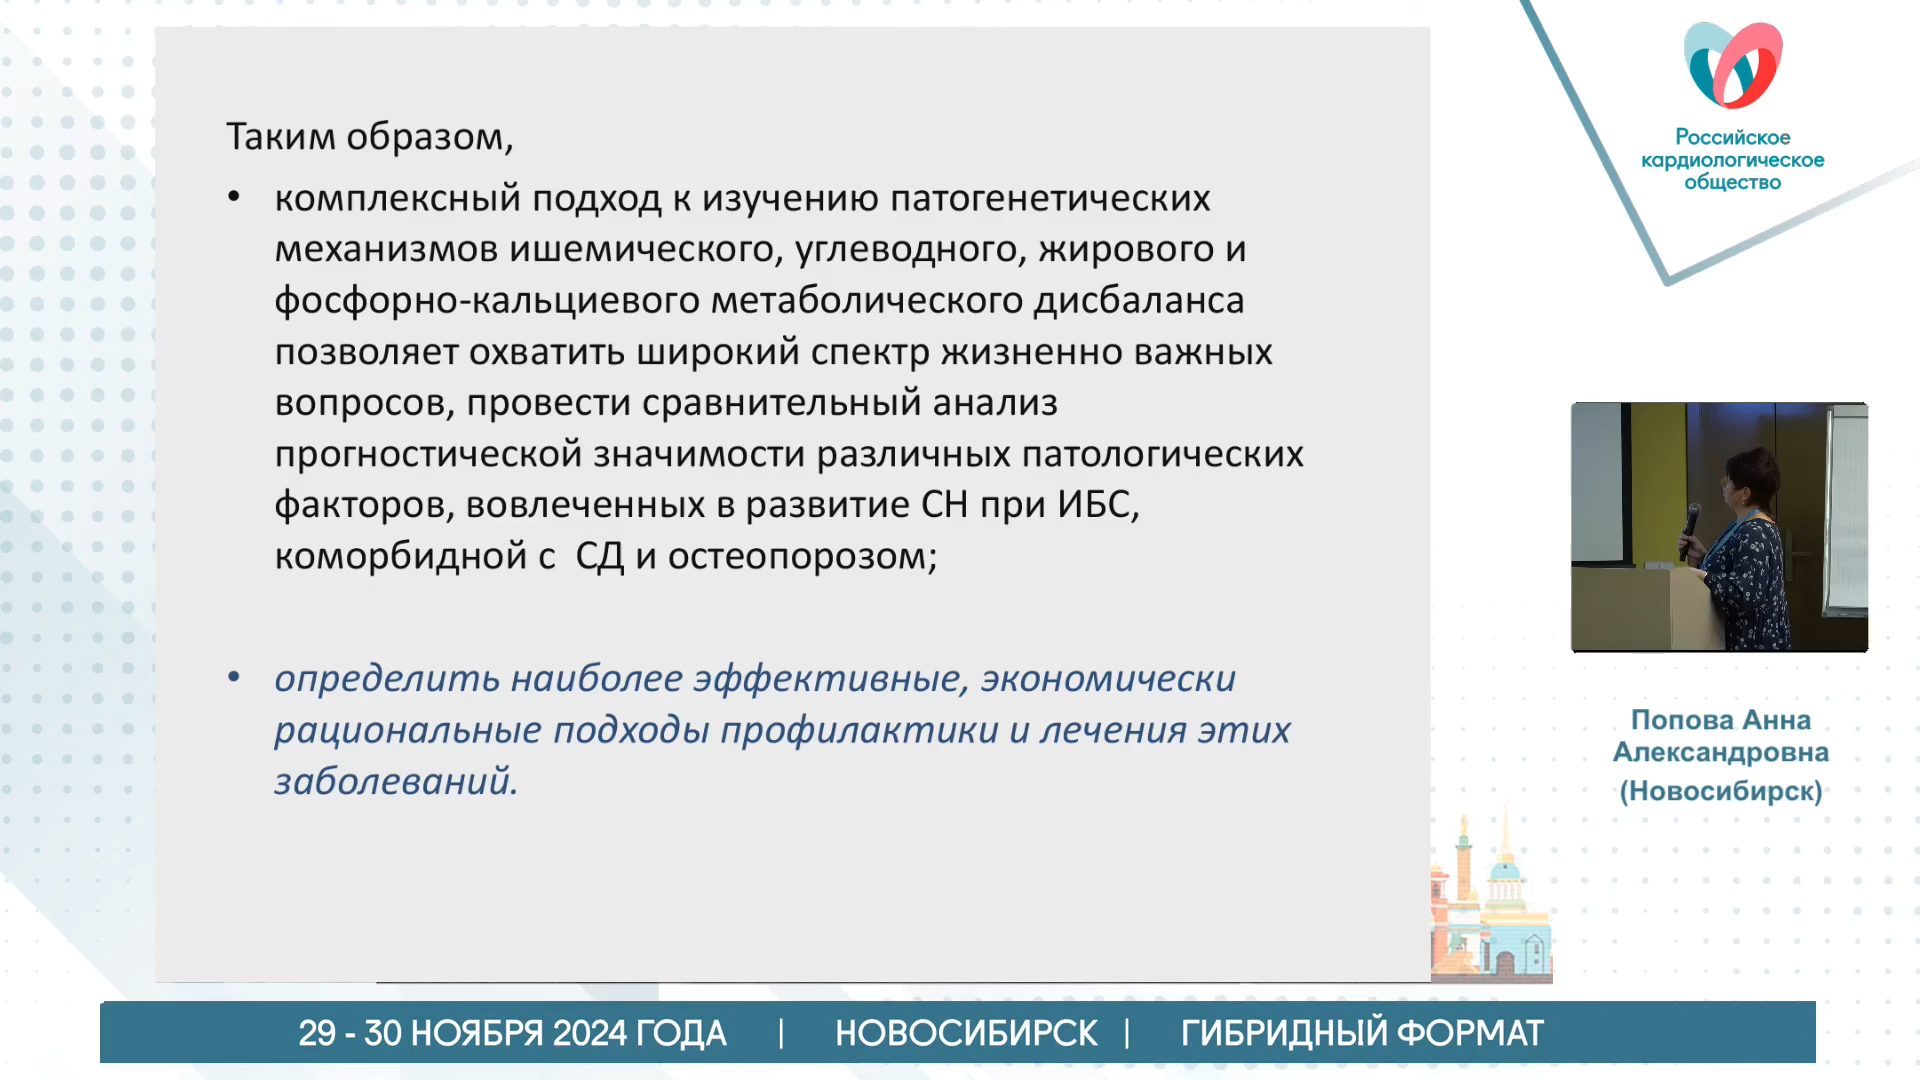 Таким образом,
• комплексный подход к изучению патогенетических
механизмов ишемического, углеводного, жирового и
фосфорно-кальциевого метаболического дисбаланса
позволяет охватить широкий спектр жизненно важных
вопросов, провести сравнительный анализ
прогностической значимости различных патологических
факторов, вовлеченных в развитие СН при ИБС,
коморбидной с СД и остеопорозом;
• определить наиболее эффективные, экономически
рациональные подходы профилактики и лечения этих
заболеваний.
Российское
кардиологическое
общество
Попова Анна
Александровна
(Новосибирск)
29 - 30 НОЯБРЯ 2024 ГОДА | НОВОСИБИРСК | ГИБРИДНЫЙ ФОРМАТ